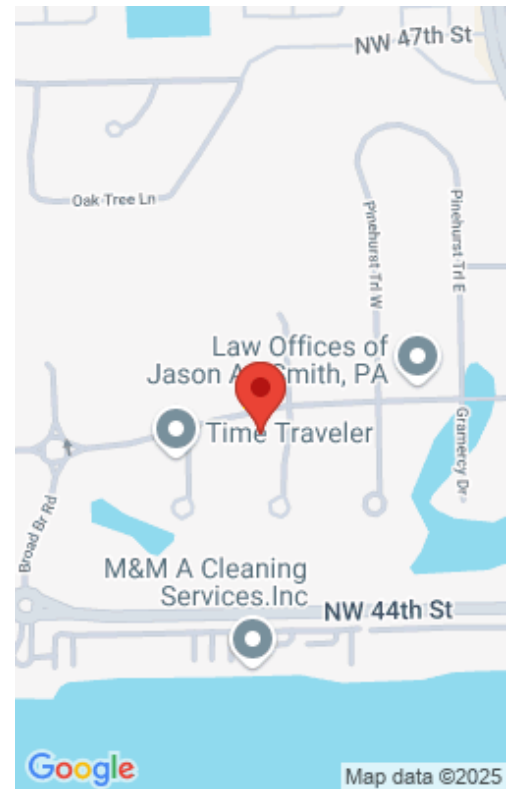 NW 47th St
Oak Tree Ln
Pinehurst Trl W
Pinehurst Trl E
Law Offices of
Jason A. Smith, PA
Time Traveler
Gramercy Dr
Broad Br Rd
M&M A Cleaning
Services.Inc
NW 44th St
Google
Map data ©2025